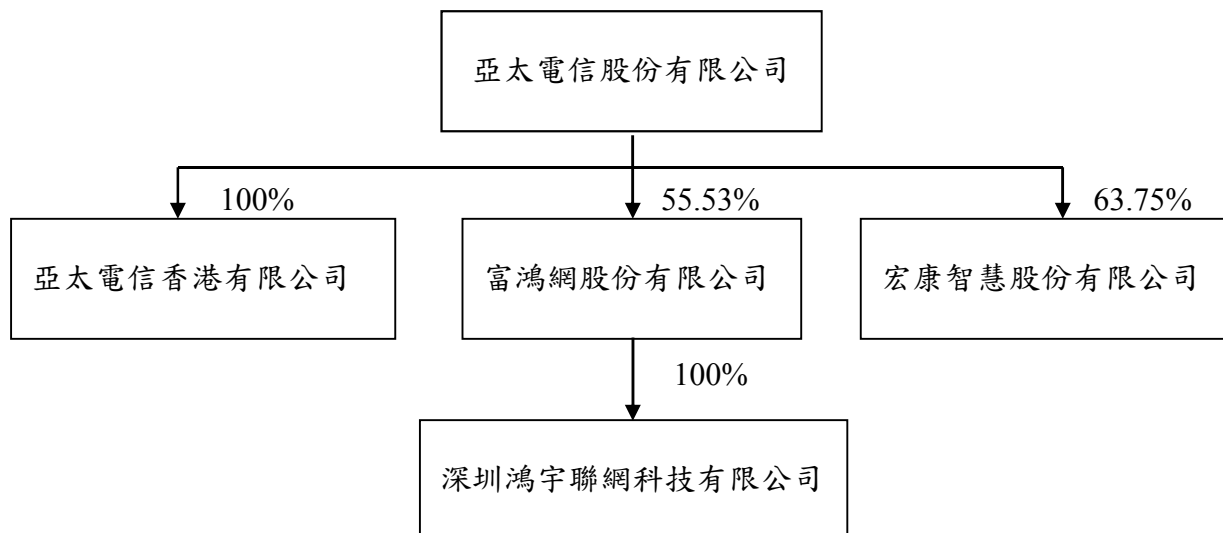 亞太電信股份有限公司
100%
55.53%
63.75%
亞太電信香港有限公司
富鴻網股份有限公司
宏康智慧股份有限公司
100%
深圳鴻宇聯網科技有限公司